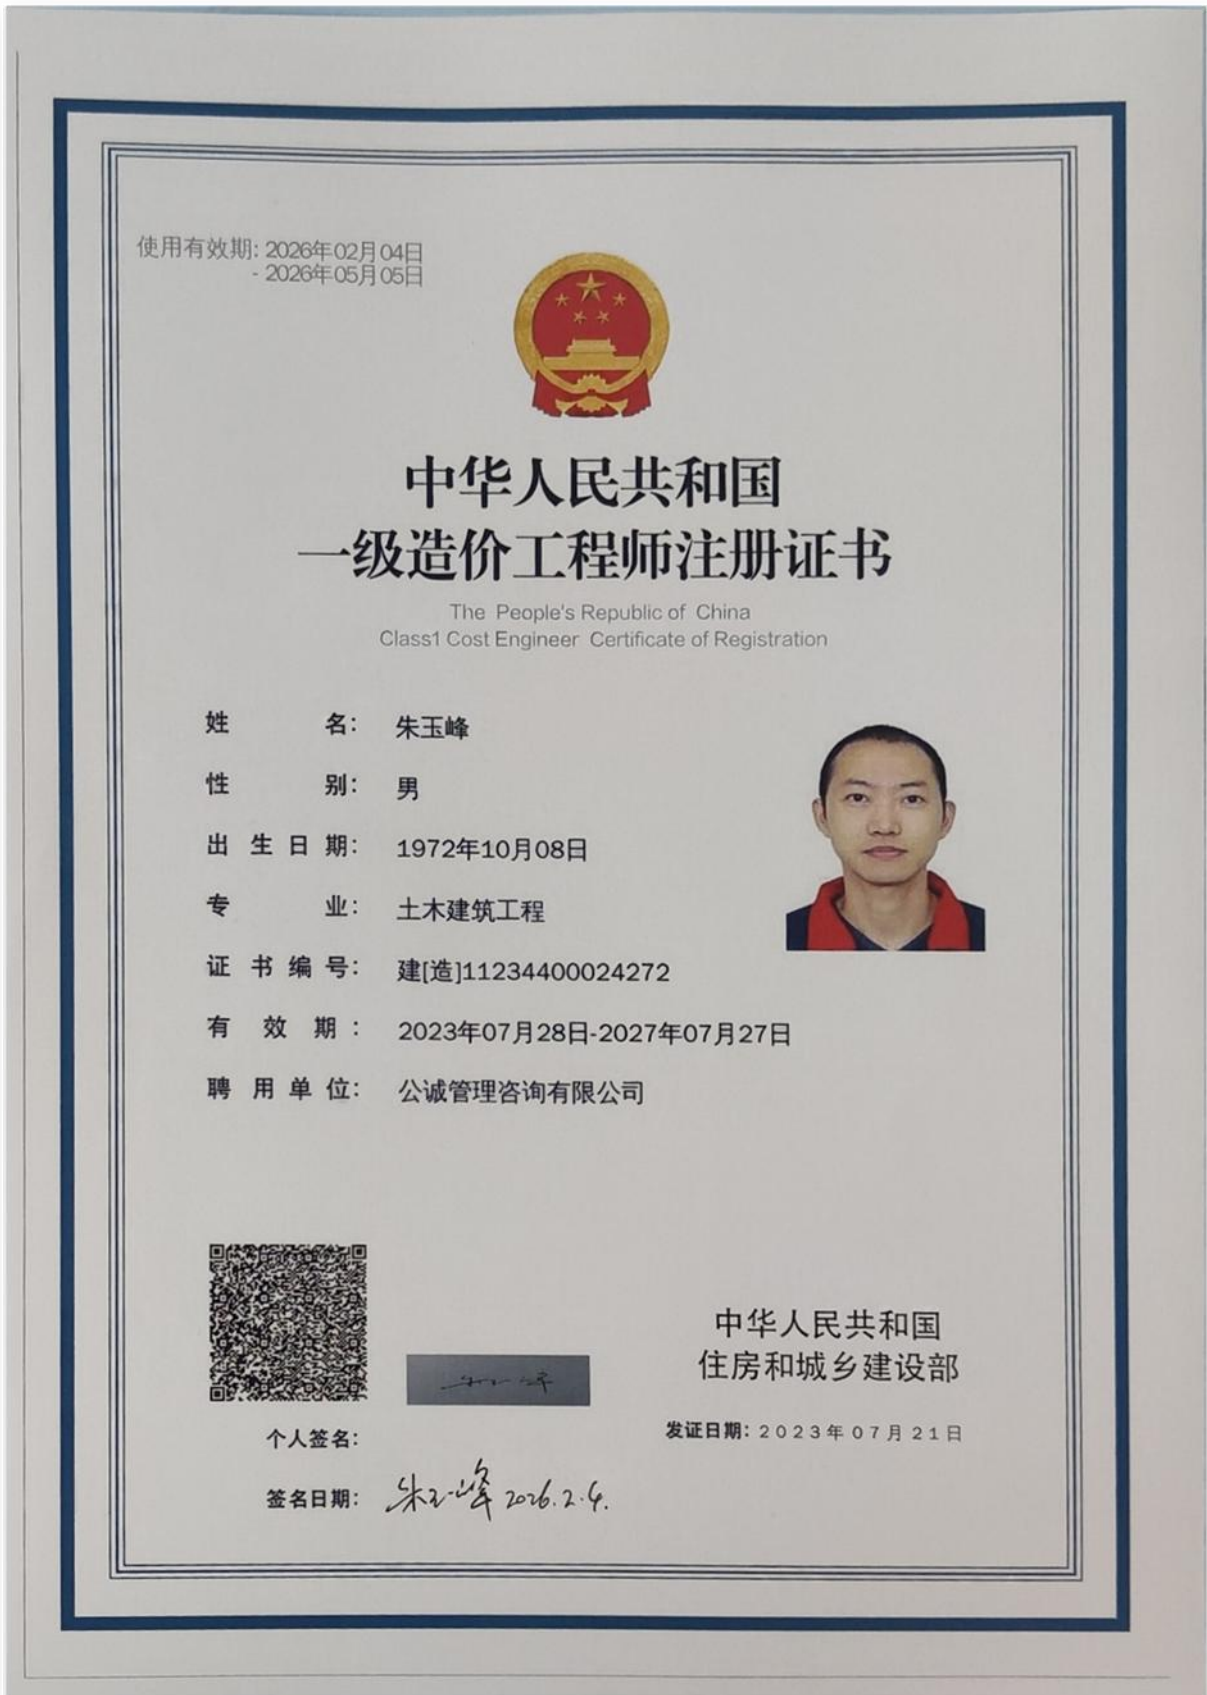 使用有效期: 2026年02月04日
- 2026年05月05日
中华人民共和国
一级造价工程师注册证书
The People's Republic of China
Class1 Cost Engineer Certificate of Registration
姓名: 朱玉峰
性别: 男
出生日期: 1972年10月08日
专业: 土木建筑工程
证书编号: 建[造]11234400024272
有效期: 2023年07月28日-2027年07月27日
聘用单位: 公诚管理咨询有限公司
中华人民共和国
住房和城乡建设部
个人签名:
发证日期: 2023年07月21日
签名日期: 朱玉峰 2026.2.4.